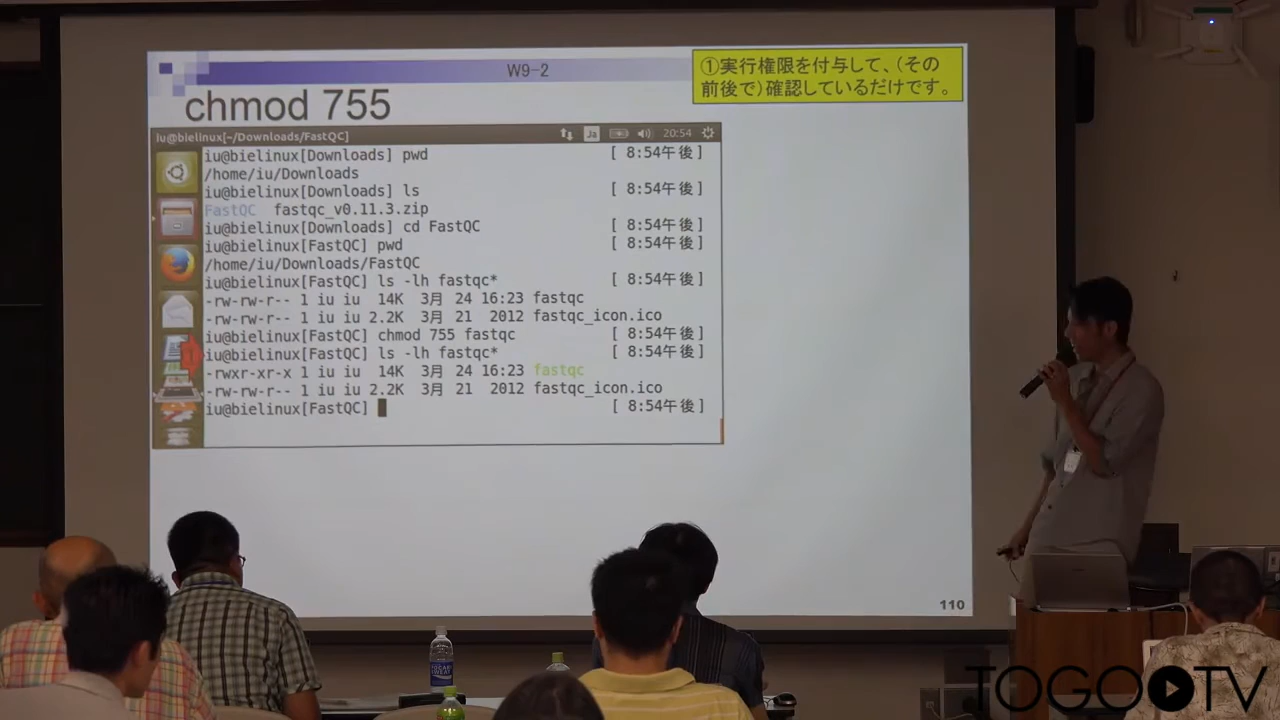 W9-2
①実行権限を付与して、(その
前後で)確認しているだけです。
chmod 755
iu@bielinux[~/Downloads/FastQC]
Ja
20:54
iu@bielinux[Downloads] pwd [ 8:54午後]
/home/iu/Downloads
iu@bielinux[Downloads] ls [ 8:54午後]
FastQC fastqc_v0.11.3.zip
iu@bielinux[Downloads] cd FastQC [ 8:54午後]
iu@bielinux[FastQC] pwd [ 8:54午後]
/home/iu/Downloads/FastQC
iu@bielinux[FastQC] ls -lh fastqc* [ 8:54午後]
-rw-rw-r-- 1 iu iu 14K 3月 24 16:23 fastqc
-rw-rw-r-- 1 iu iu 2.2K 3月 21 2012 fastqc_icon.ico
iu@bielinux[FastQC] chmod 755 fastqc [ 8:54午後]
iu@bielinux[FastQC] ls -lh fastqc* [ 8:54午後]
-rwxr-xr-x 1 iu iu 14K 3月 24 16:23 fastqc
-rw-rw-r-- 1 iu iu 2.2K 3月 21 2012 fastqc_icon.ico
iu@bielinux[FastQC] [ 8:54午後]
110
POCARI
SWEAT
TOGO TV